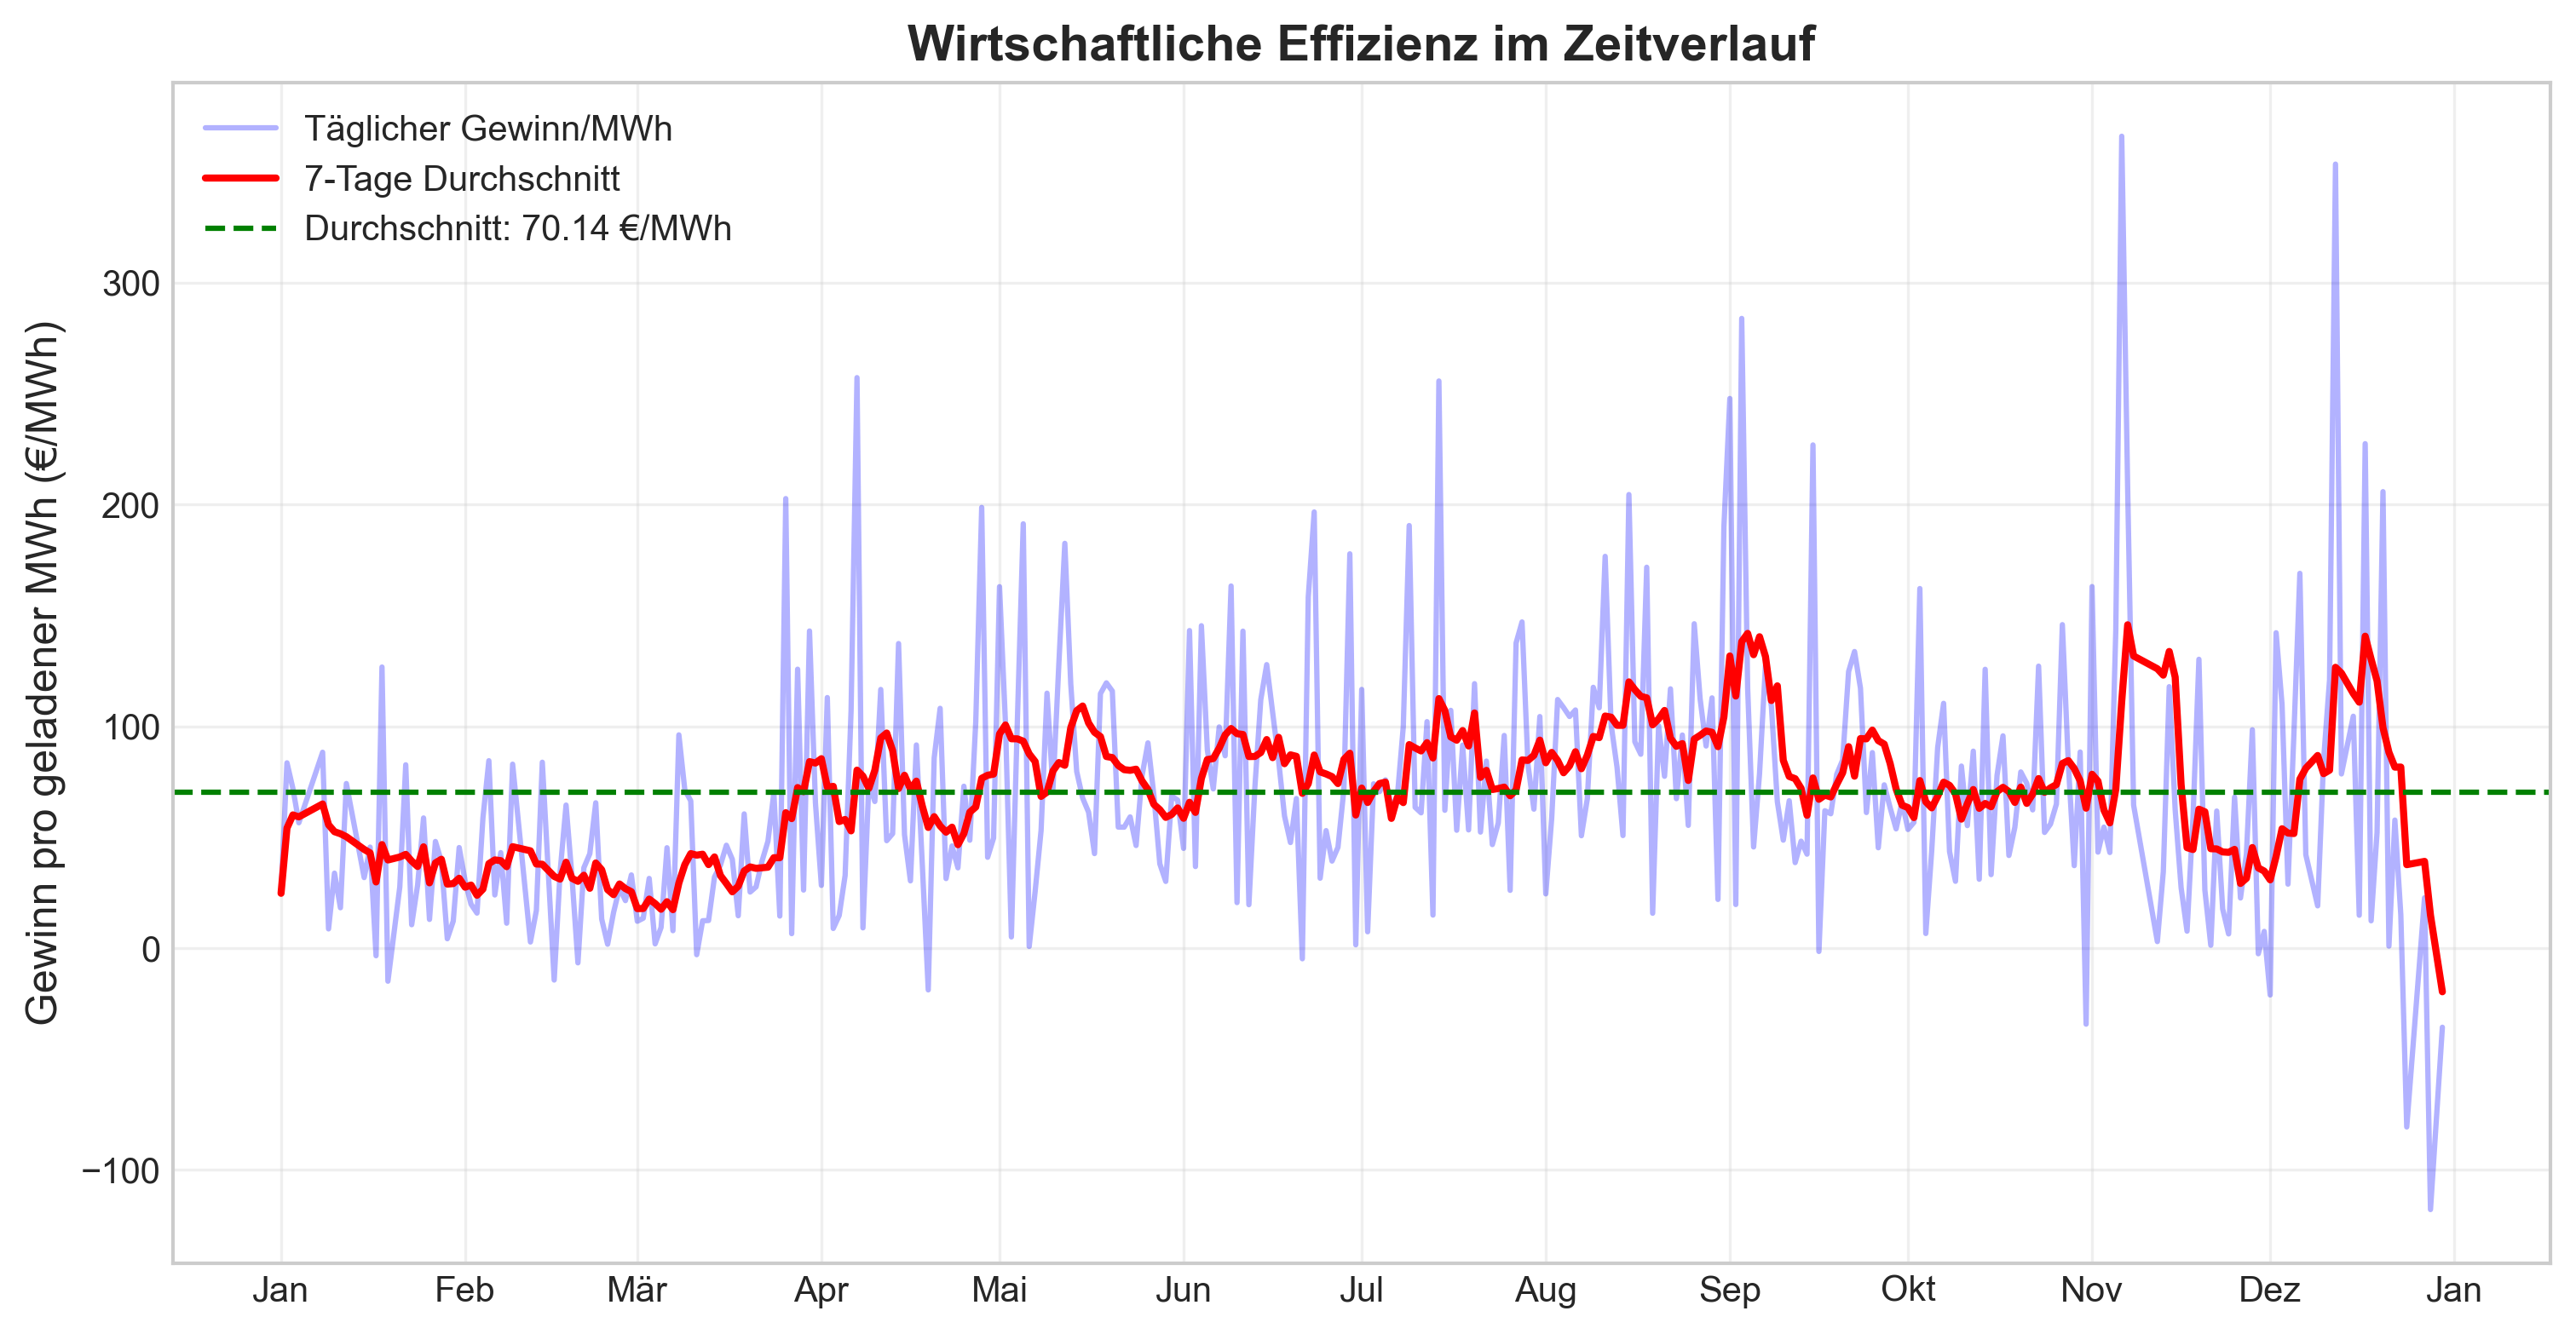 Wirtschaftliche Effizienz im Zeitverlauf
Täglicher Gewinn/MWh
7-Tage Durchschnitt
Durchschnitt: 70.14 €/MWh
Gewinn pro geladener MWh (€/MWh)
300
200
100
0
−100
Jan Feb Mär Apr Mai Jun Jul Aug Sep Okt Nov Dez Jan